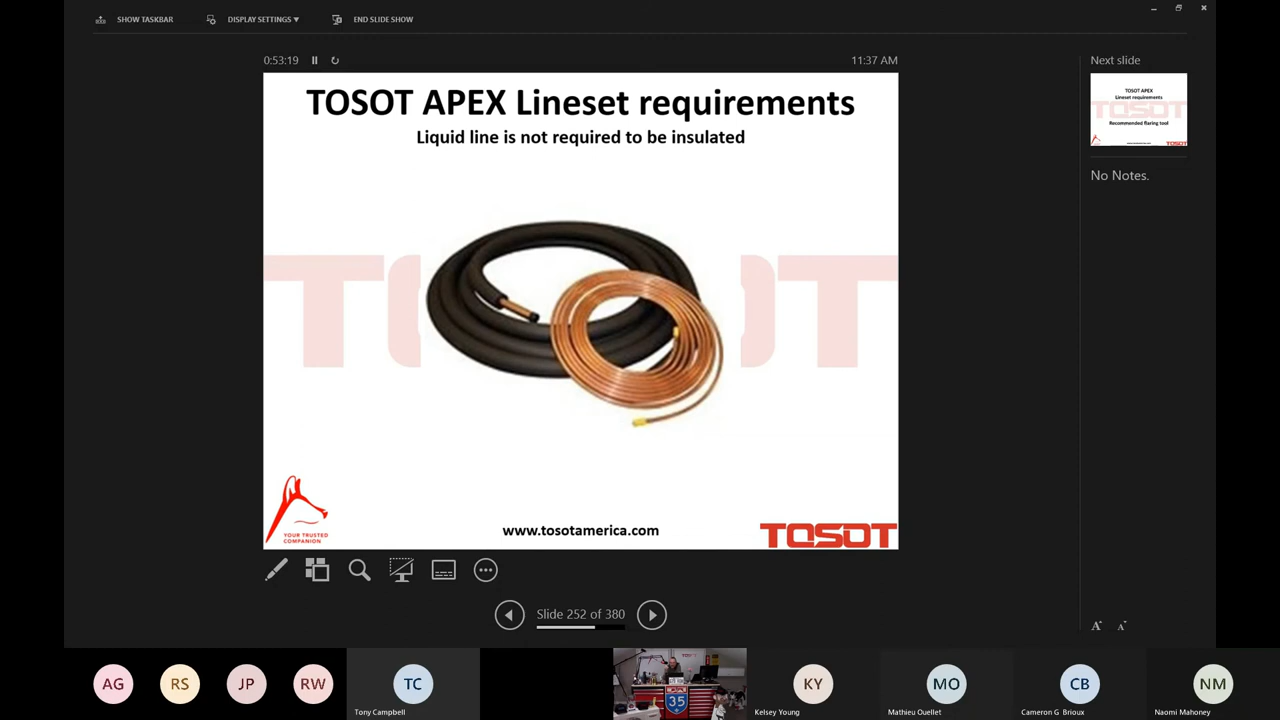 SHOW TASKBAR
DISPLAY SETTINGS ▼
END SLIDE SHOW
0:53:19
11:37 AM
TOSOT APEX Lineset requirements
Liquid line is not required to be insulated
TOSOT
YOUR TRUSTED
COMPANION
www.tosotamerica.com
TOSOT
Slide 252 of 380
Next slide
TOSOT APEX
Lineset requirements
TOSOT
Recommended flaring tool
TOSOT
No Notes.
A
A
AG
RS
JP
RW
TC
Tony Campbell
35
KY
Kelsey Young
MO
Mathieu Ouellet
CB
Cameron G Brioux
NM
Naomi Mahoney